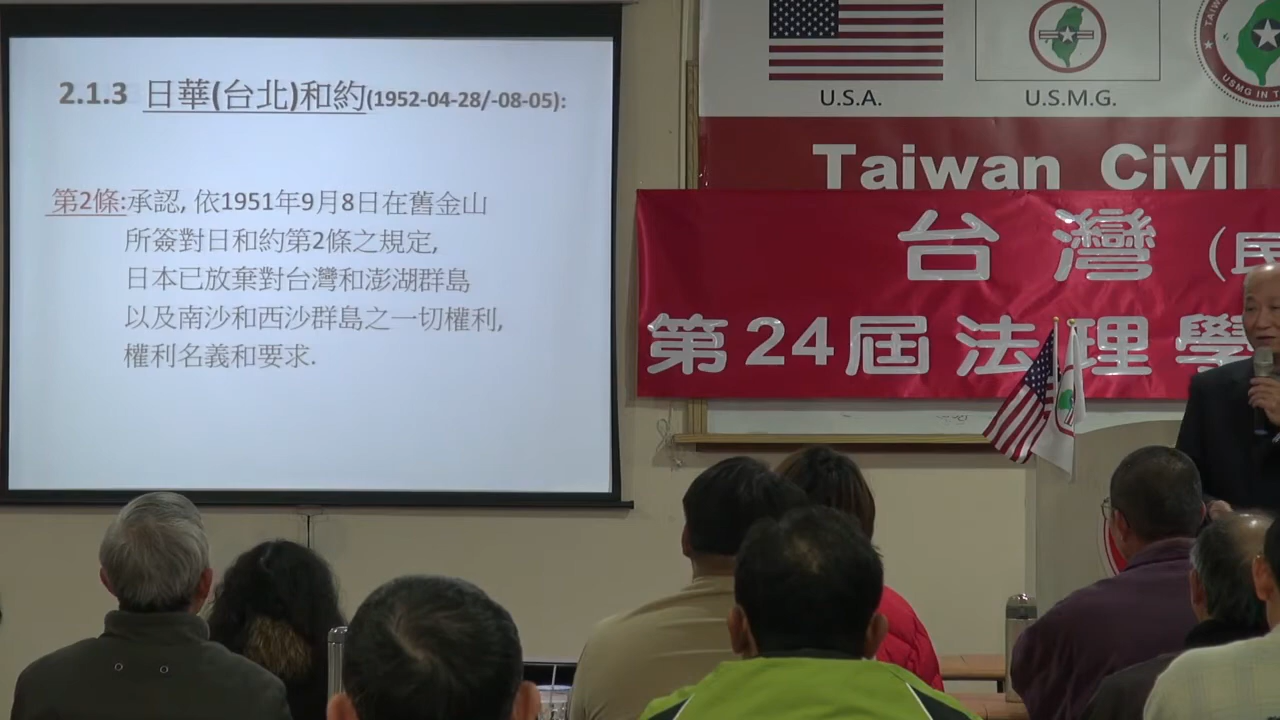 2.1.3 日華(台北)和約(1952-04-28/-08-05):
第2條:承認, 依1951年9月8日在舊金山
所簽對日和約第2條之規定,
日本已放棄對台灣和澎湖群島
以及南沙和西沙群島之一切權利,
權利名義和要求.
U.S.A.
U.S.M.G.
USMG IN T
Taiwan Civil
台灣(民
第24屆法理學